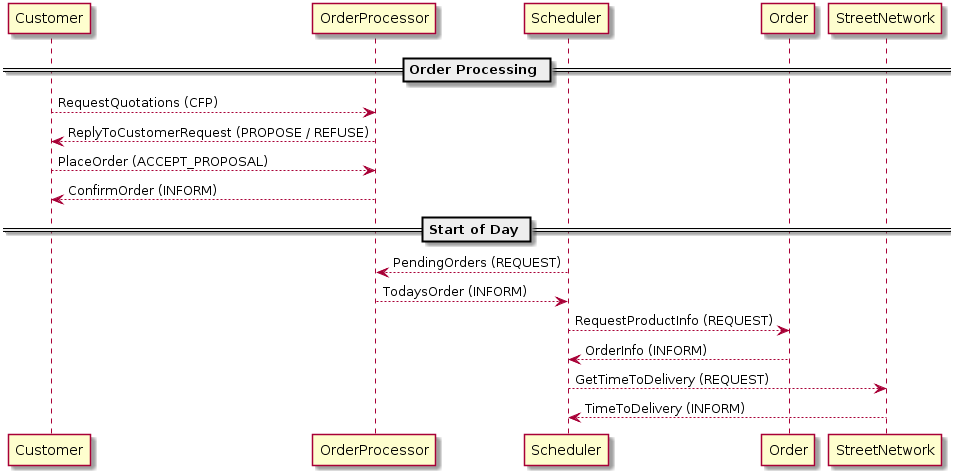 Customer OrderProcessor Scheduler Order StreetNetwork
Order Processing
RequestQuotations (CFP)
ReplyToCustomerRequest (PROPOSE / REFUSE)
PlaceOrder (ACCEPT_PROPOSAL)
ConfirmOrder (INFORM)
Start of Day
PendingOrders (REQUEST)
TodaysOrder (INFORM)
RequestProductInfo (REQUEST)
OrderInfo (INFORM)
GetTimeToDelivery (REQUEST)
TimeToDelivery (INFORM)
Customer OrderProcessor Scheduler Order StreetNetwork